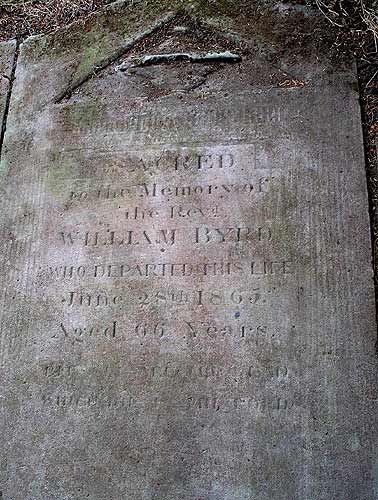 SACRED
to the Memory of
the Revd.
WILLIAM BYRD
WHO DEPARTED THIS LIFE
June 28th 1865.
Aged 66 Years.